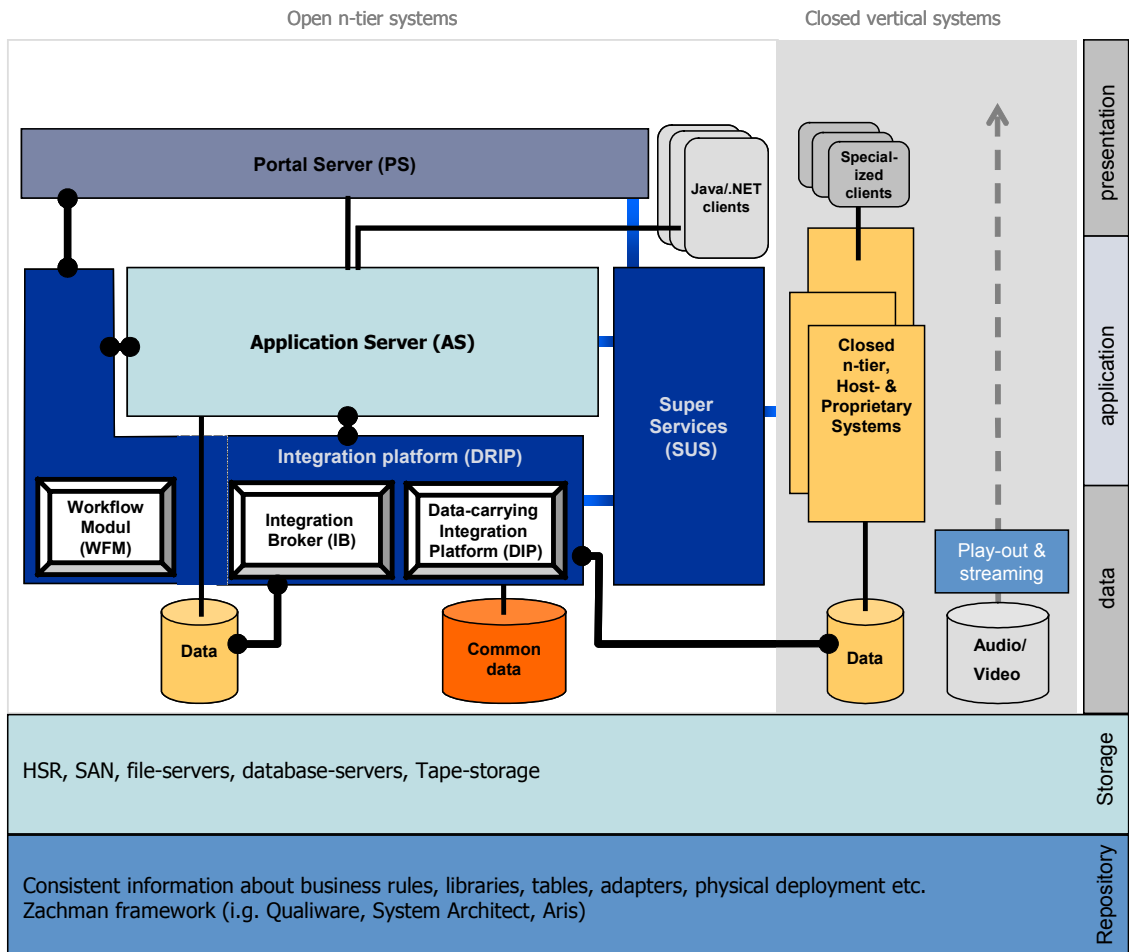 Open n-tier systems
Closed vertical systems
presentation
Portal Server (PS)
Java/.NET
clients
Special-
ized
clients
Application Server (AS)
Super
Services
(SUS)
Closed
n-tier,
Host- &
Proprietary
Systems
application
Integration platform (DRIP)
Workflow
Modul
(WFM)
Integration
Broker (IB)
Data-carrying
Integration
Platform (DIP)
Play-out &
streaming
data
Data
Common
data
Data
Audio/
Video
HSR, SAN, file-servers, database-servers, Tape-storage
Storage
Consistent information about business rules, libraries, tables, adapters, physical deployment etc.
Zachman framework (i.g. Qualiware, System Architect, Aris)
Repository